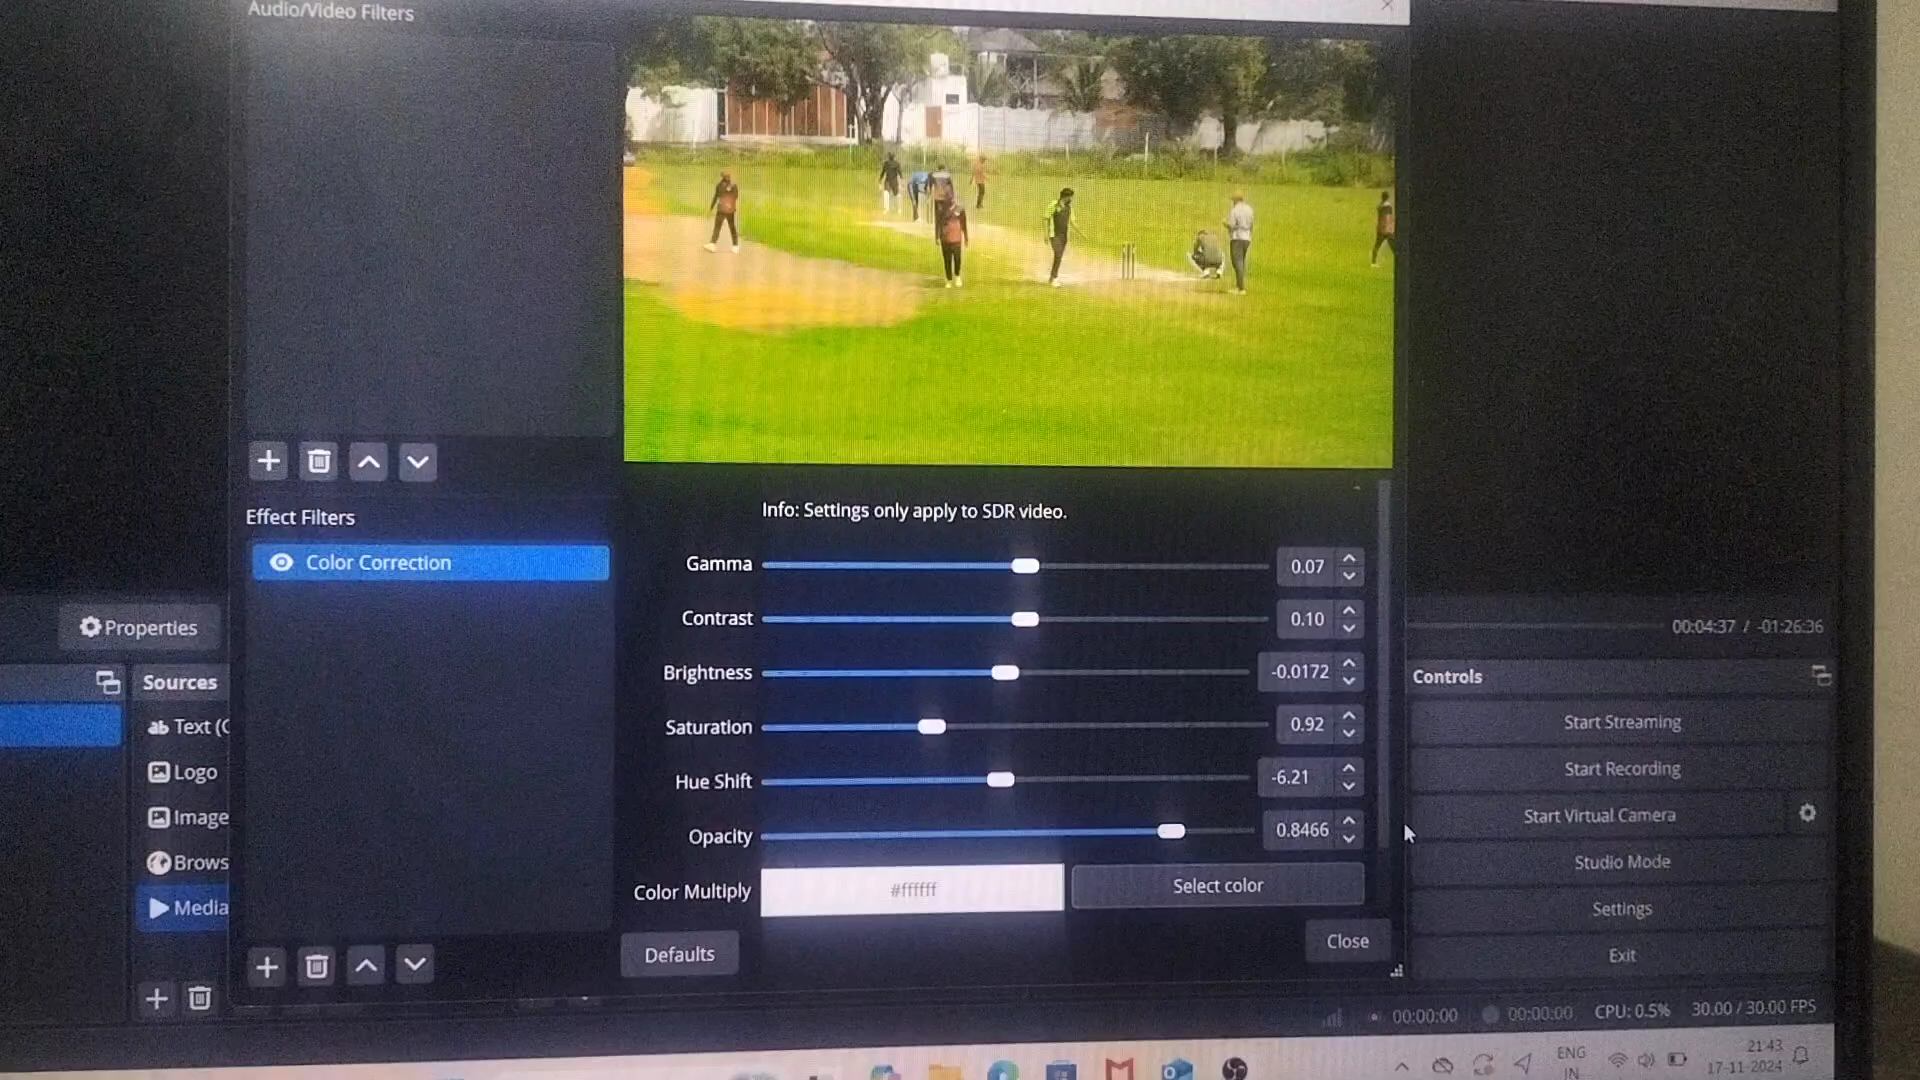 Audio/Video Filters
Effect Filters
Color Correction
Info: Settings only apply to SDR video.
Gamma 0.07
Contrast 0.10
Brightness -0.0172
Saturation 0.92
Hue Shift -6.21
Opacity 0.8466
Color Multiply #ffffff Select color
Defaults
Close
Properties
Sources
ab Text (
Logo
Image
Brows
Media
00:04:37 / -01:26:36
Controls
Start Streaming
Start Recording
Start Virtual Camera
Studio Mode
Settings
Exit
00:00:00 00:00:00 CPU: 0.5% 30.00 / 30.00 FPS
ENG
IN
21:43
17-11-2024